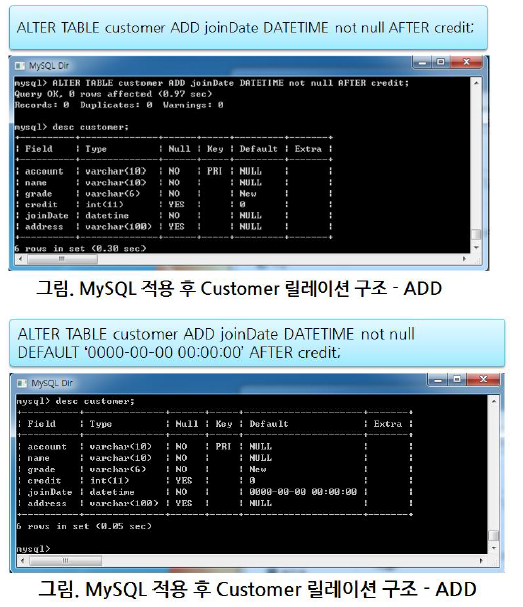 ALTER TABLE customer ADD joinDate DATETIME not null AFTER credit;
MySQL Dir
mysql> ALTER TABLE customer ADD joinDate DATETIME not null AFTER credit;
Query OK, 0 rows affected (0.97 sec)
Records: 0  Duplicates: 0  Warnings: 0
mysql> desc customer;
+----------+--------------+------+-----+---------+-------+
| Field    | Type         | Null | Key | Default | Extra |
+----------+--------------+------+-----+---------+-------+
| account  | varchar(10)  | NO   | PRI | NULL    |       |
| name     | varchar(10)  | NO   |     | NULL    |       |
| grade    | varchar(6)   | NO   |     | New     |       |
| credit   | int(11)      | YES  |     | 0       |       |
| joinDate | datetime     | NO   |     | NULL    |       |
| address  | varchar(100) | YES  |     | NULL    |       |
+----------+--------------+------+-----+---------+-------+
6 rows in set (0.30 sec)
그림. MySQL 적용 후 Customer 릴레이션 구조 - ADD
ALTER TABLE customer ADD joinDate DATETIME not null
DEFAULT ‘0000-00-00 00:00:00’ AFTER credit;
MySQL Dir
mysql> desc customer;
+----------+--------------+------+-----+---------------------+-------+
| Field    | Type         | Null | Key | Default             | Extra |
+----------+--------------+------+-----+---------------------+-------+
| account  | varchar(10)  | NO   | PRI | NULL                |       |
| name     | varchar(10)  | NO   |     | NULL                |       |
| grade    | varchar(6)   | NO   |     | New                 |       |
| credit   | int(11)      | YES  |     | 0                   |       |
| joinDate | datetime     | NO   |     | 0000-00-00 00:00:00 |       |
| address  | varchar(100) | YES  |     | NULL                |       |
+----------+--------------+------+-----+---------------------+-------+
6 rows in set (0.05 sec)
mysql>
그림. MySQL 적용 후 Customer 릴레이션 구조 - ADD